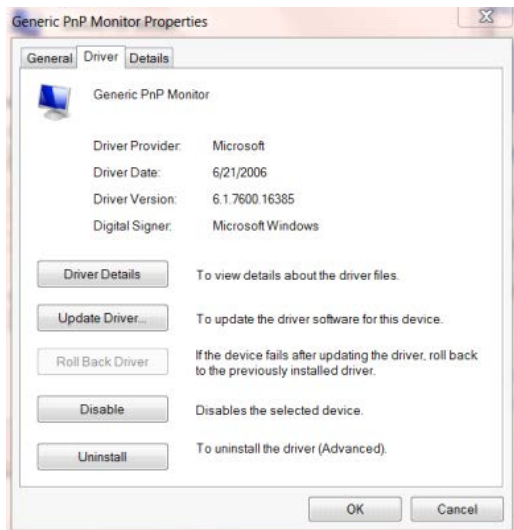 Generic PnP Monitor Properties
General Driver Details
Generic PnP Monitor
Driver Provider: Microsoft
Driver Date: 6/21/2006
Driver Version: 6.1.7600.16385
Digital Signer: Microsoft Windows
Driver Details To view details about the driver files.
Update Driver... To update the driver software for this device.
Roll Back Driver If the device fails after updating the driver, roll back
to the previously installed driver.
Disable Disables the selected device.
Uninstall To uninstall the driver (Advanced).
OK Cancel